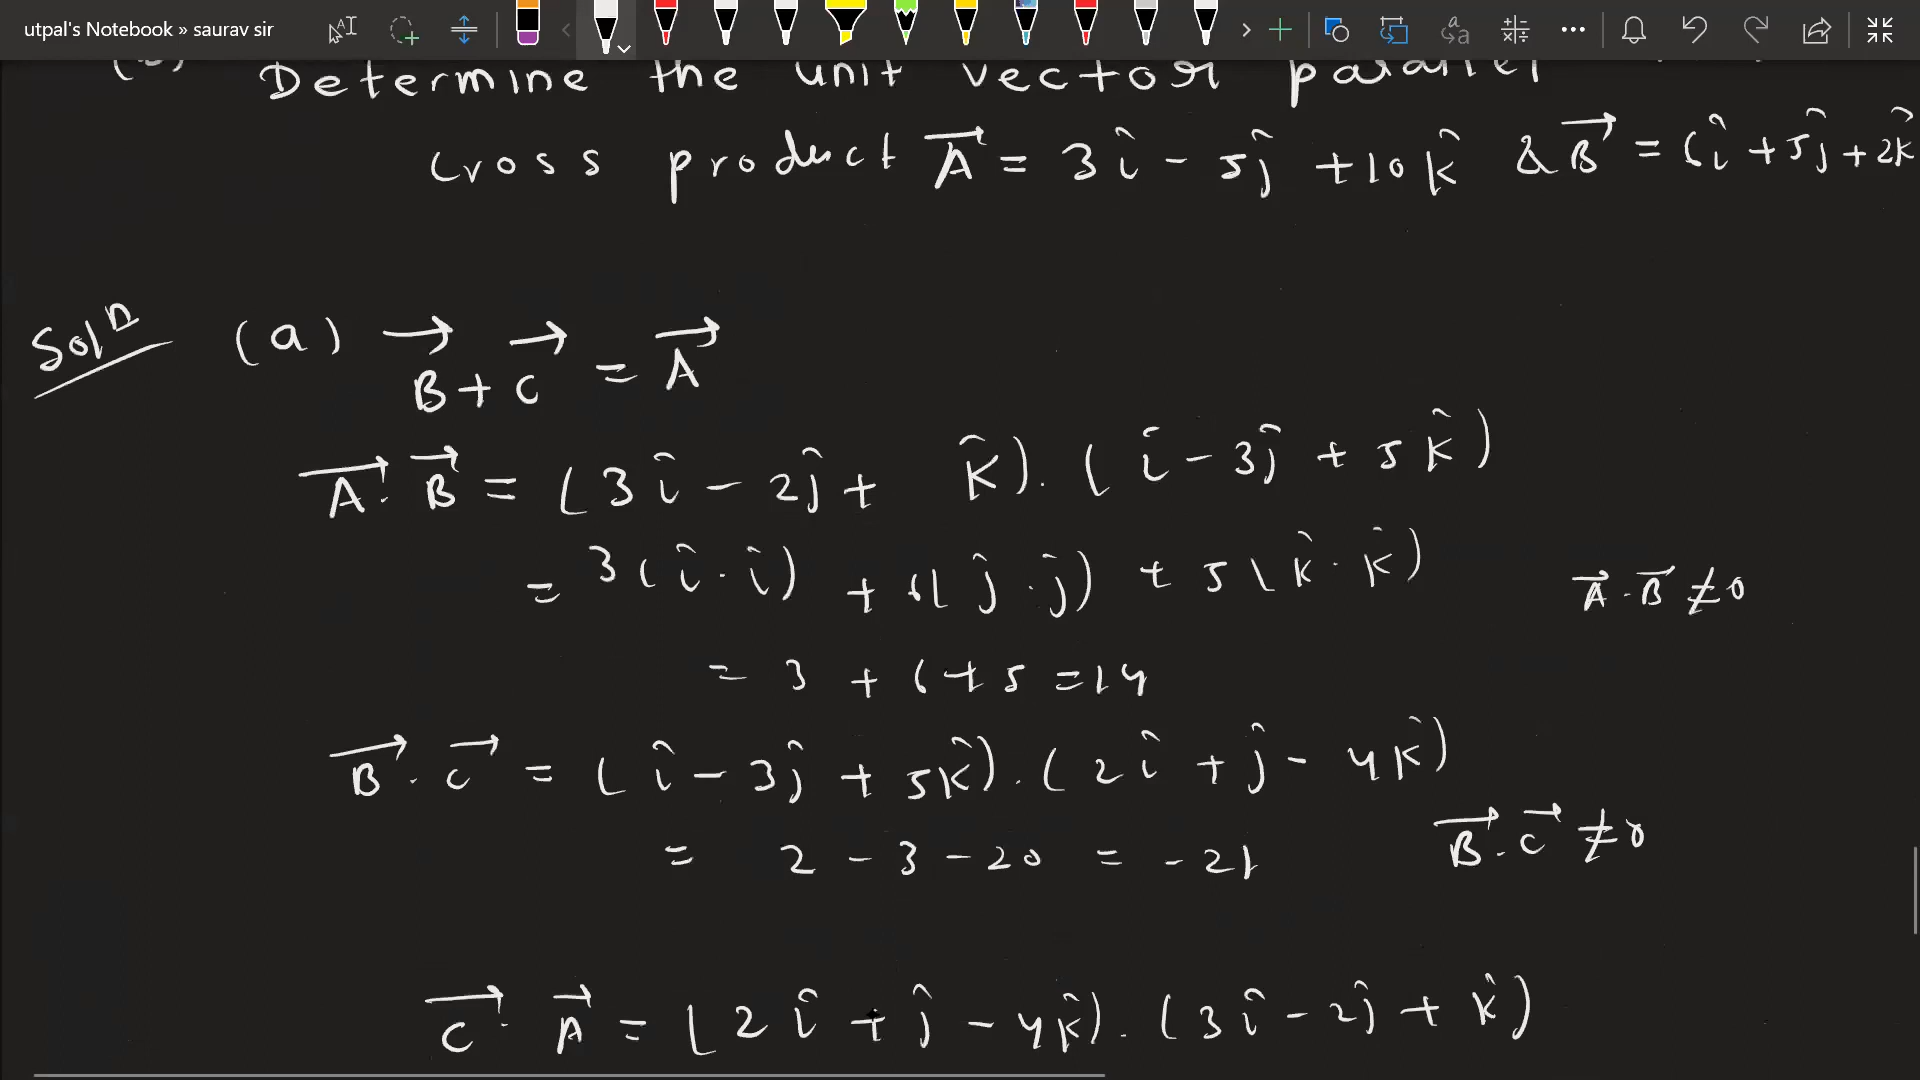 utpal's Notebook » saurav sir
Determine the unit vector parallel
cross product A⃗ = 3î - 5ĵ + 10k̂ & B⃗ = 6î + 5ĵ + 2k̂
Solⁿ (a) B⃗ + C⃗ = A⃗
A⃗ . B⃗ = (3î - 2ĵ + k̂) . (î - 3ĵ + 5k̂)
= 3(î . î) + 6(ĵ . ĵ) + 5(k̂ . k̂)
A⃗ . B⃗ ≠ 0
= 3 + 6 + 5 = 14
B⃗ . C⃗ = (î - 3ĵ + 5k̂) . (2î + ĵ - 4k̂)
= 2 - 3 - 20 = -21
B⃗ . C⃗ ≠ 0
C⃗ . A⃗ = (2î + ĵ - 4k̂) . (3î - 2ĵ + k̂)